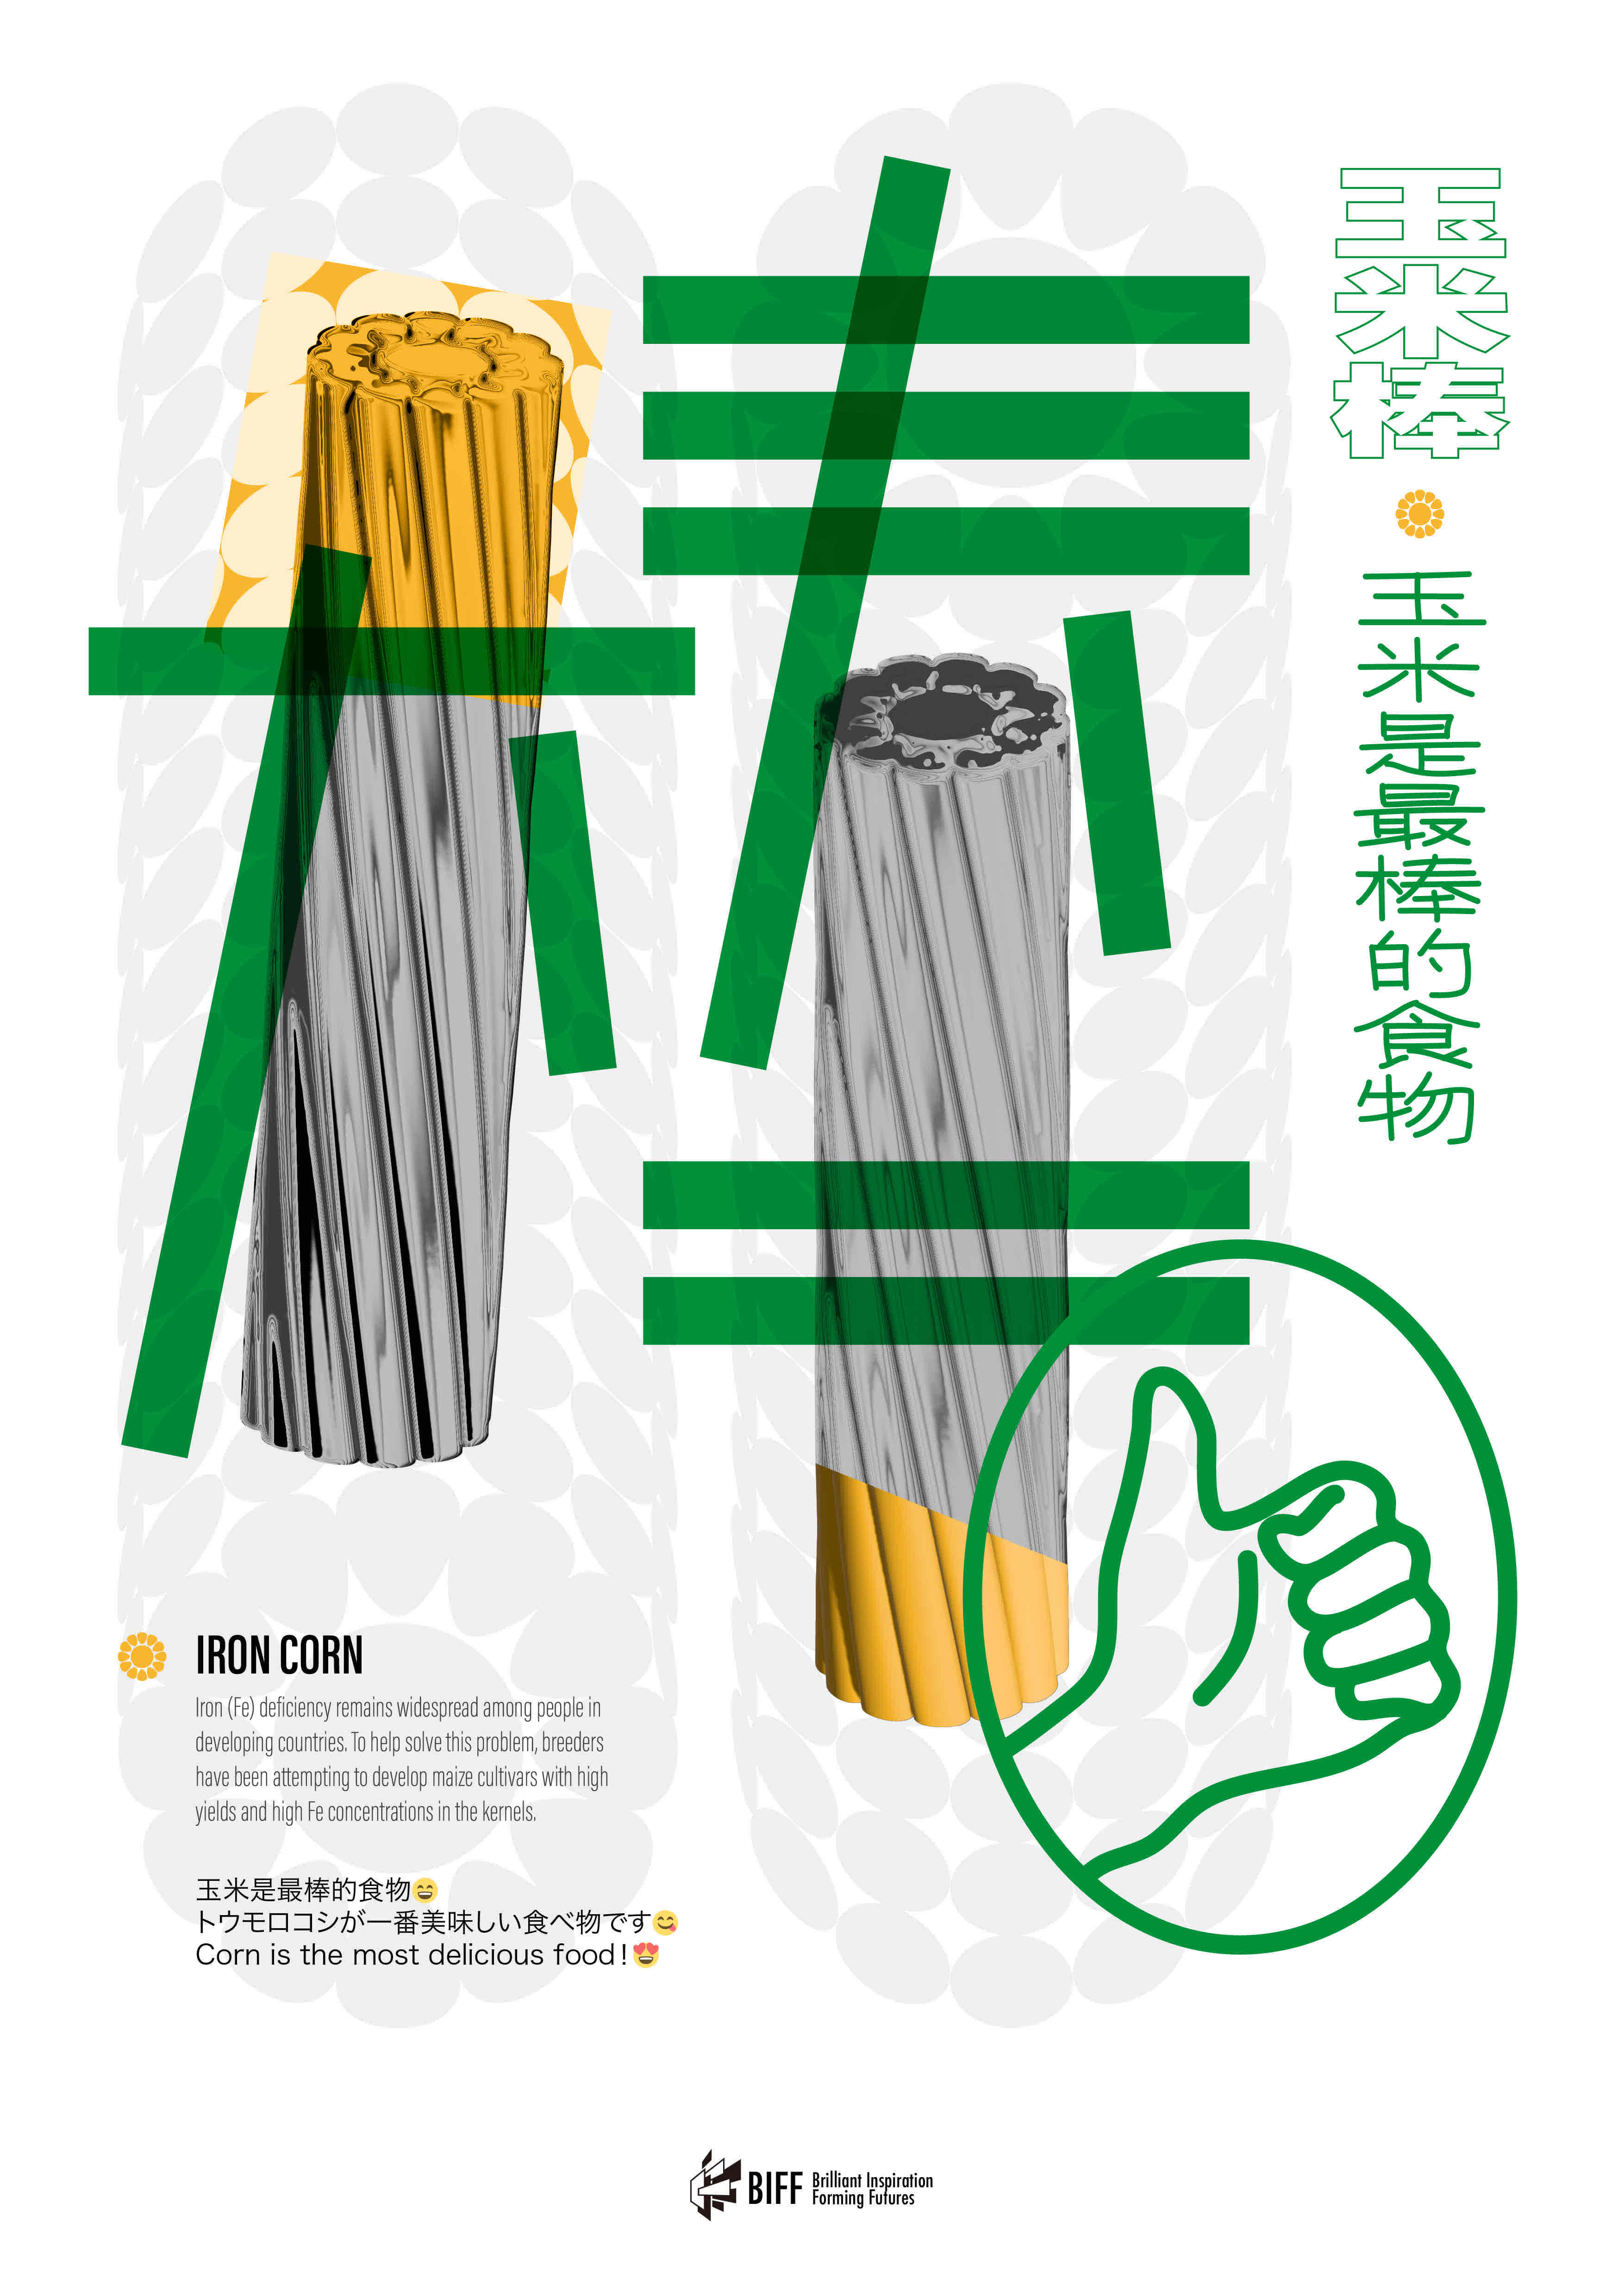 棒
玉米棒
玉米是最棒的食物
IRON CORN
Iron (Fe) deficiency remains widespread among people in
developing countries. To help solve this problem, breeders
have been attempting to develop maize cultivars with high
yields and high Fe concentrations in the kernels.
玉米是最棒的食物😄
トウモロコシが一番美味しい食べ物です😋
Corn is the most delicious food!😍
BIFF
Brilliant Inspiration
Forming Futures